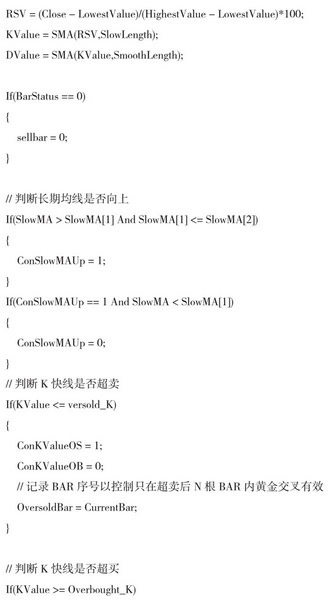 RSV = (Close – LowestValue)/(HighestValue – LowestValue)*100;
KValue = SMA(RSV,SlowLength);
DValue = SMA(KValue,SmoothLength);
If(BarStatus == 0)
{
sellbar = 0;
}
// 判断长期均线是否向上
If(SlowMA > SlowMA[1] And SlowMA[1] <= SlowMA[2])
{
ConSlowMAUp = 1;
}
If(ConSlowMAUp == 1 And SlowMA < SlowMA[1])
{
ConSlowMAUp = 0;
}
// 判断 K 快线是否超卖
If(KValue <= versold_K)
{
ConKValueOS = 1;
ConKValueOB = 0;
// 记录 BAR 序号以控制只在超卖后 N 根 BAR 内黄金交叉有效
OversoldBar = CurrentBar;
}
// 判断 K 快线是否超买
If(KValue >= Overbought_K)